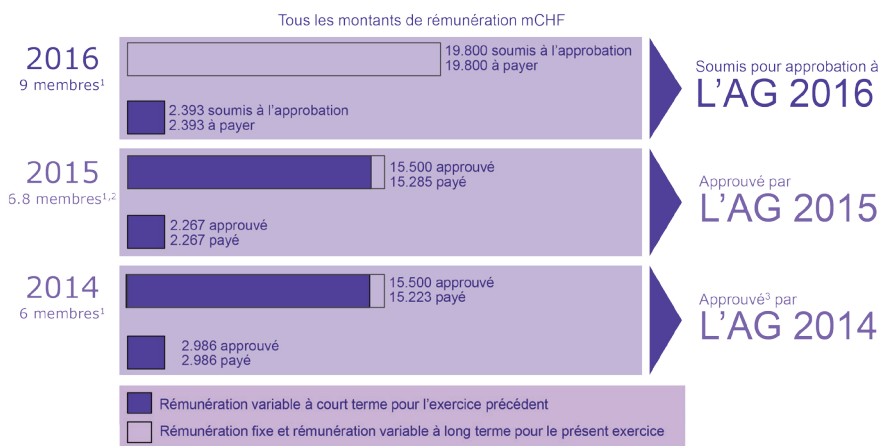 Tous les montants de rémunération mCHF
2016
9 membres¹
19.800 soumis à l'approbation
19.800 à payer
2.393 soumis à l'approbation
2.393 à payer
Soumis pour approbation à
L'AG 2016
2015
6.8 membres¹,²
15.500 approuvé
15.285 payé
2.267 approuvé
2.267 payé
Approuvé par
L'AG 2015
2014
6 membres¹
15.500 approuvé
15.223 payé
2.986 approuvé
2.986 payé
Approuvé³ par
L'AG 2014
Rémunération variable à court terme pour l'exercice précédent
Rémunération fixe et rémunération variable à long terme pour le présent exercice